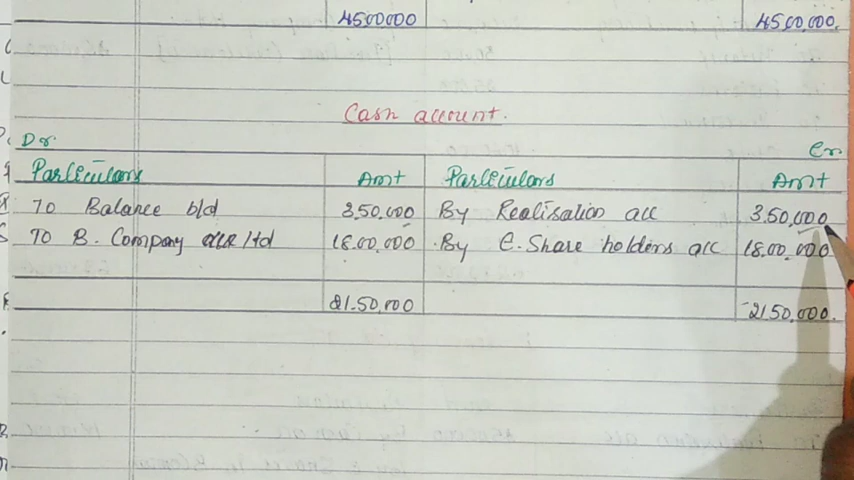 4500000 4500000.
Cash account.
Dr. Cr.
Particulars Amt Particulars Amt
To Balance b/d 3,50,000 By Realisation a/c 3,50,000
To B. Company Ltd 18.00.000 By E. Share holders a/c 18.00.000
21.50,000 21.50,000.